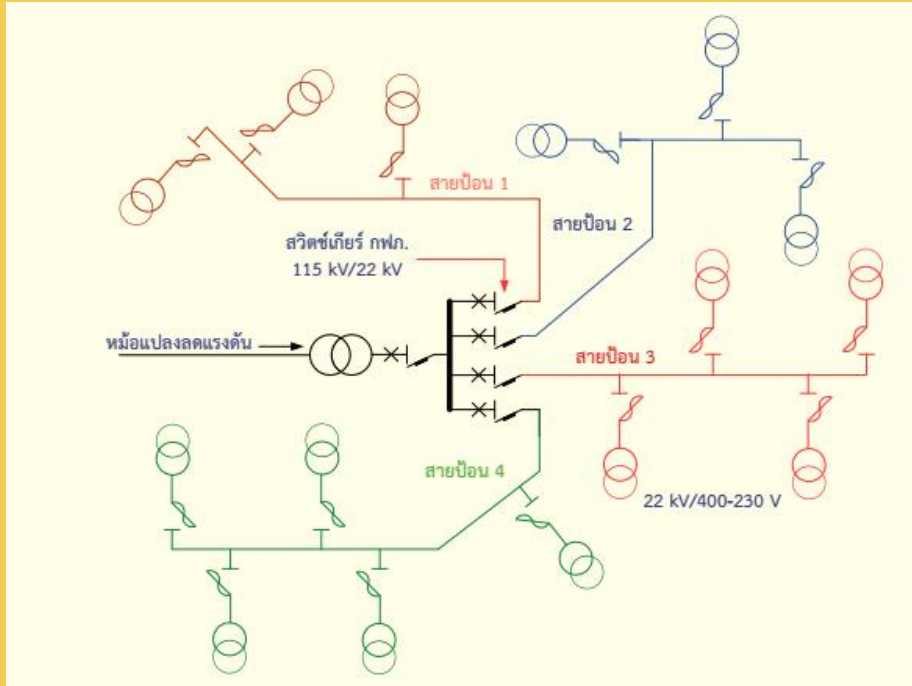 สายป้อน 1
สายป้อน 2
สวิตช์เกียร์ กฟภ.
115 kV/22 kV
หม้อแปลงลดแรงดัน
สายป้อน 3
สายป้อน 4
22 kV/400-230 V